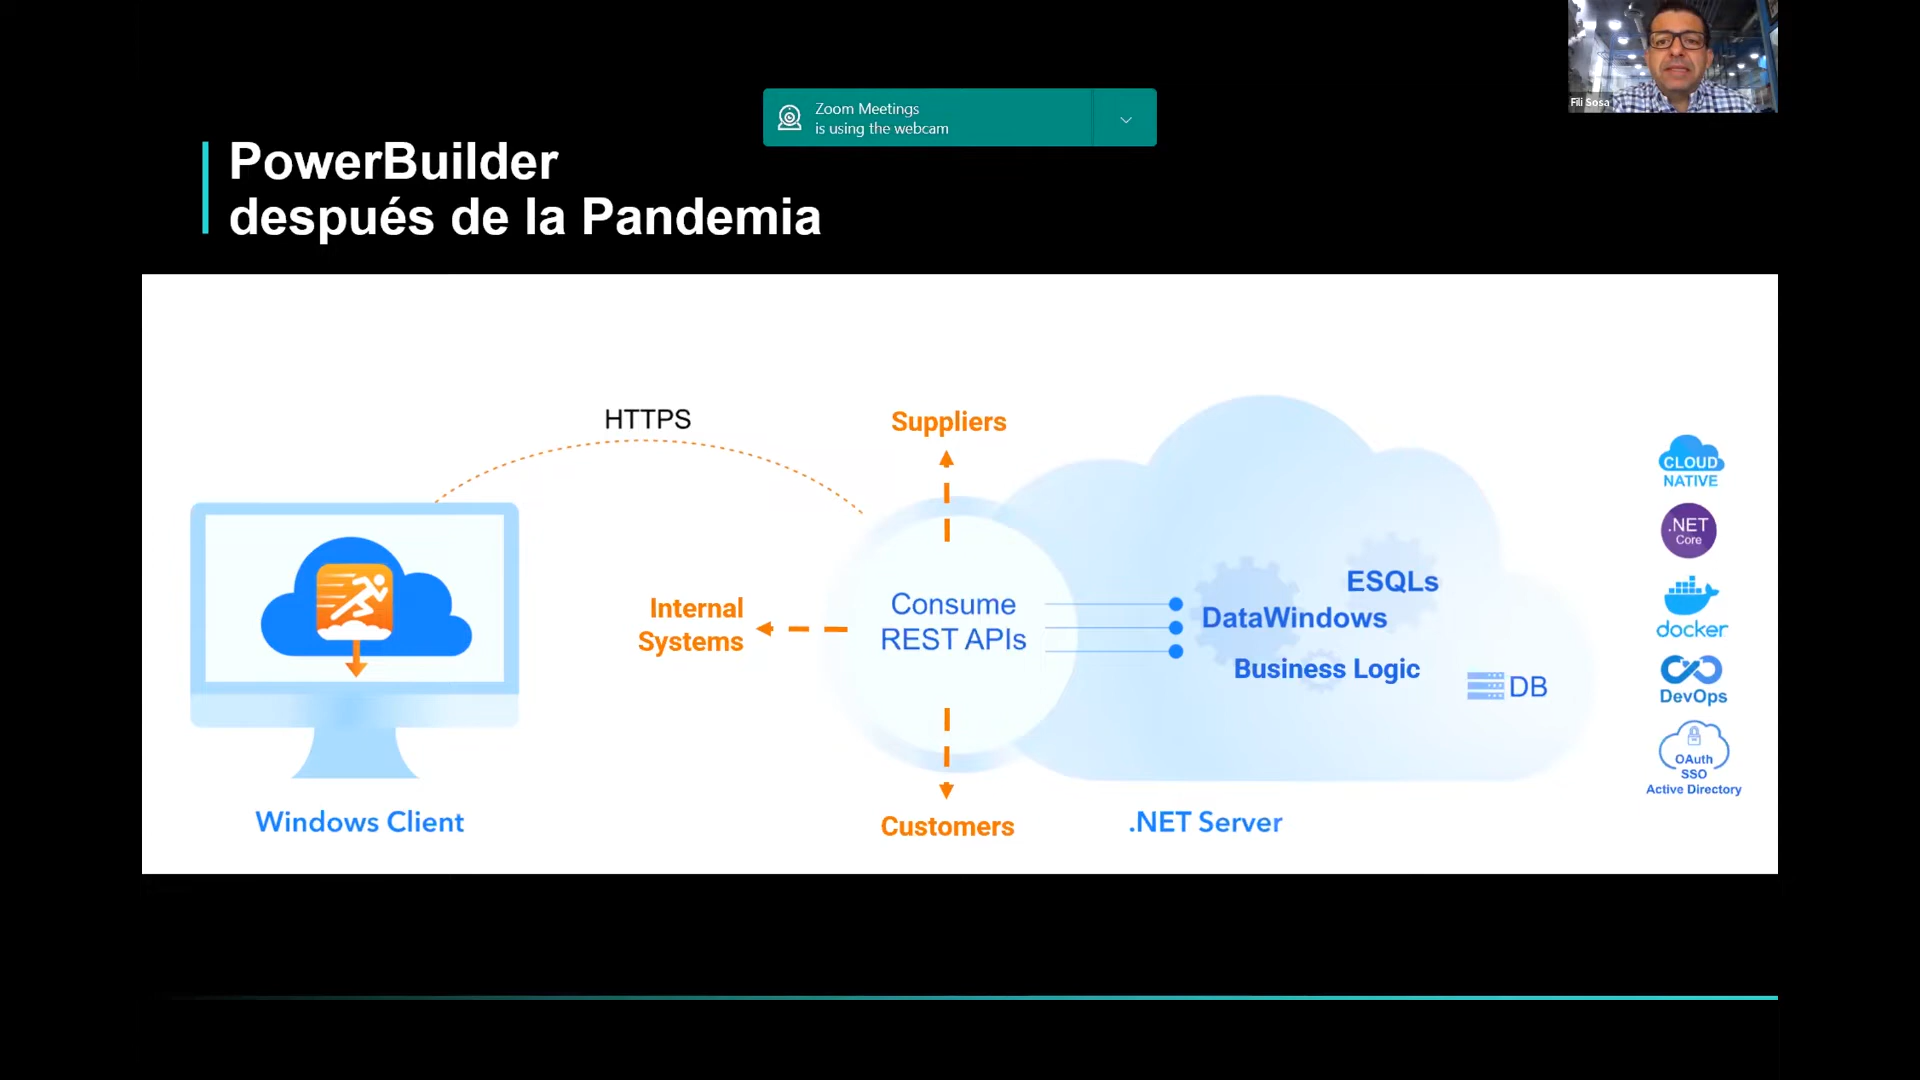 Fili Sosa
Zoom Meetings
is using the webcam
PowerBuilder
después de la Pandemia
HTTPS
Suppliers
Internal
Systems
Consume
REST APIs
ESQLs
DataWindows
Business Logic
DB
Customers
Windows Client
.NET Server
CLOUD
NATIVE
.NET
Core
docker
DevOps
OAuth
SSO
Active Directory